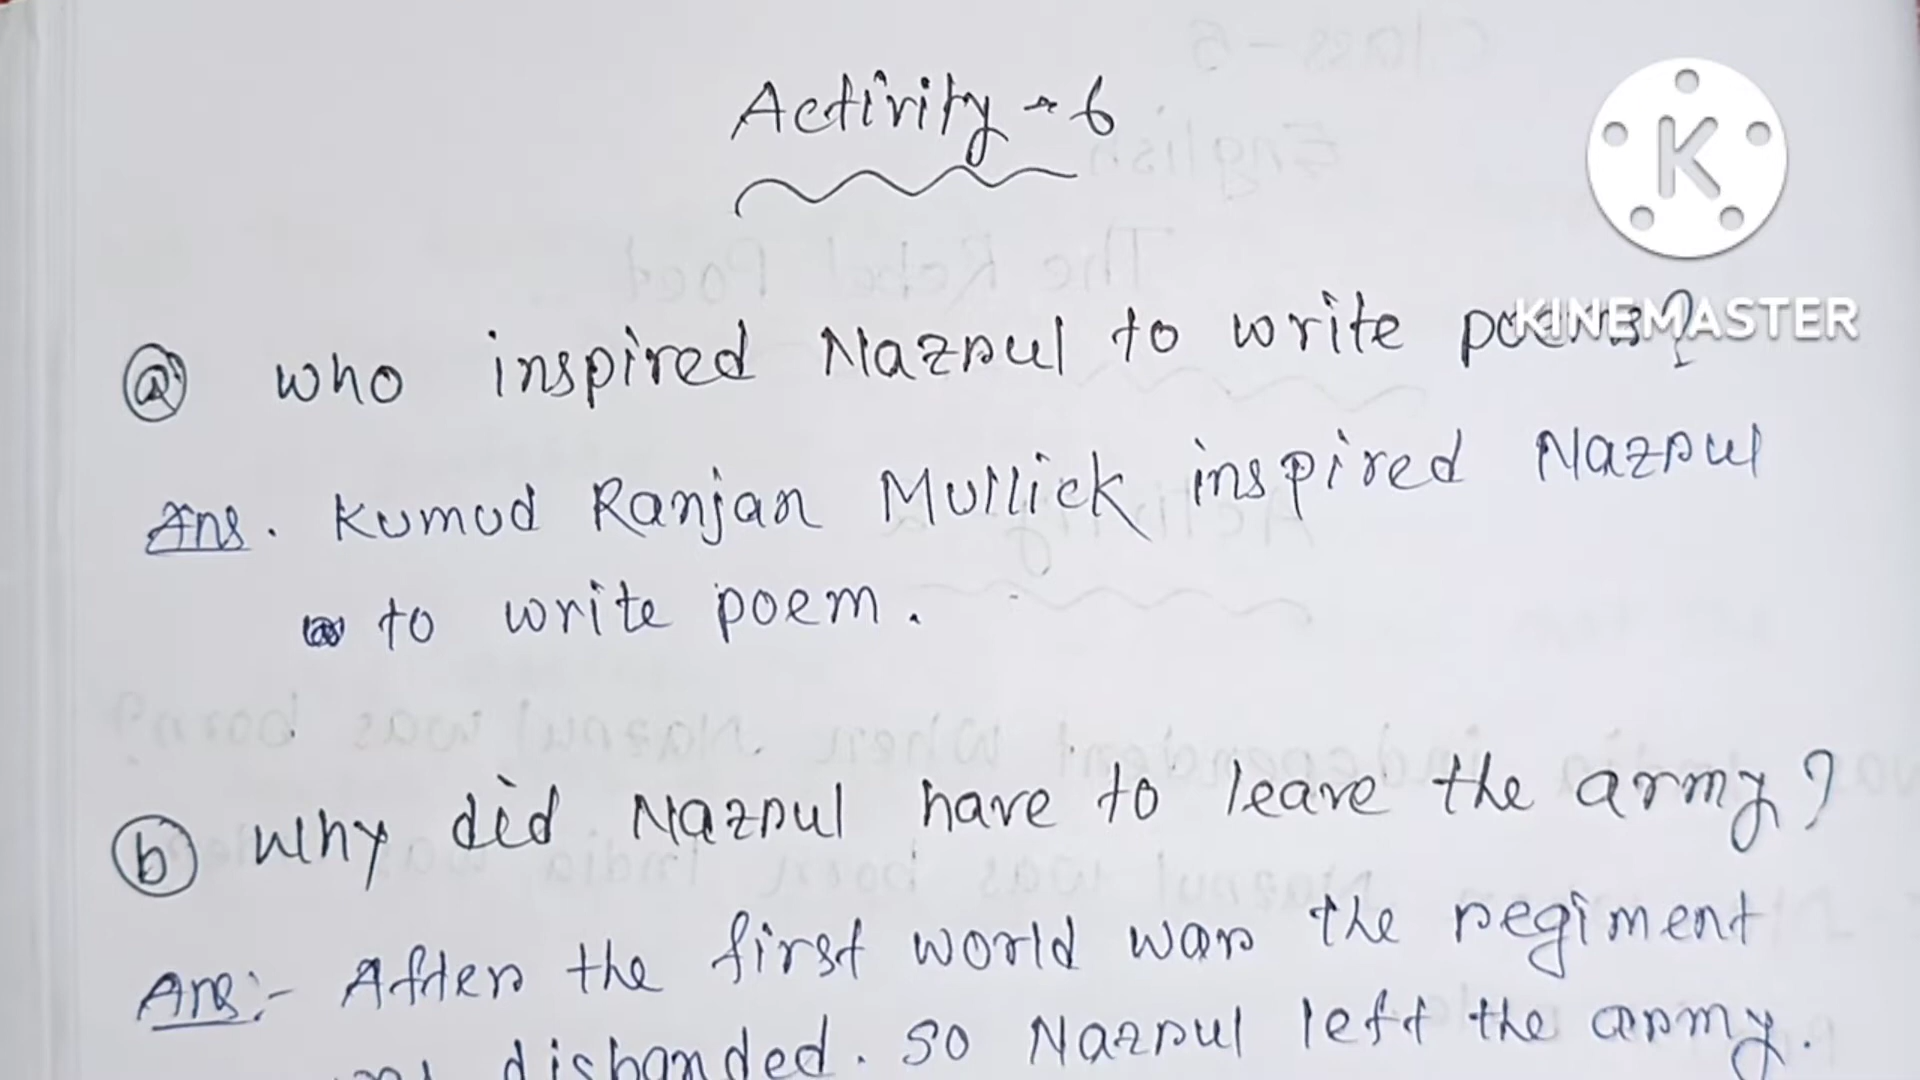 Activity - 6
K
KINEMASTER
(a) Who inspired Nazrul to write poems?
Ans. Kumud Ranjan Mullick inspired Nazrul
to write poem.
(b) Why did Nazrul have to leave the army?
Ans:- After the first world war the regiment
disbanded. So Nazrul left the army.